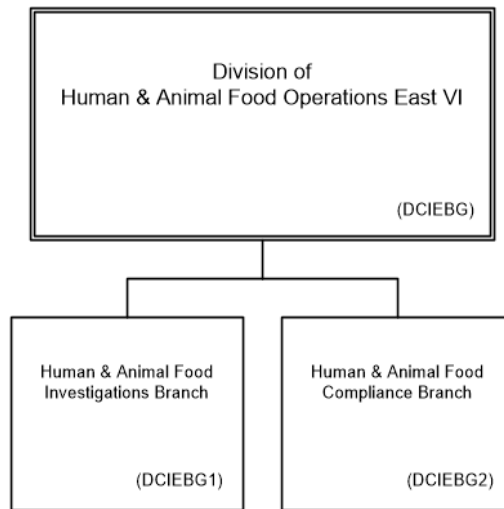 Division of
Human & Animal Food Operations East VI
(DCIEBG)
Human & Animal Food
Investigations Branch
(DCIEBG1)
Human & Animal Food
Compliance Branch
(DCIEBG2)